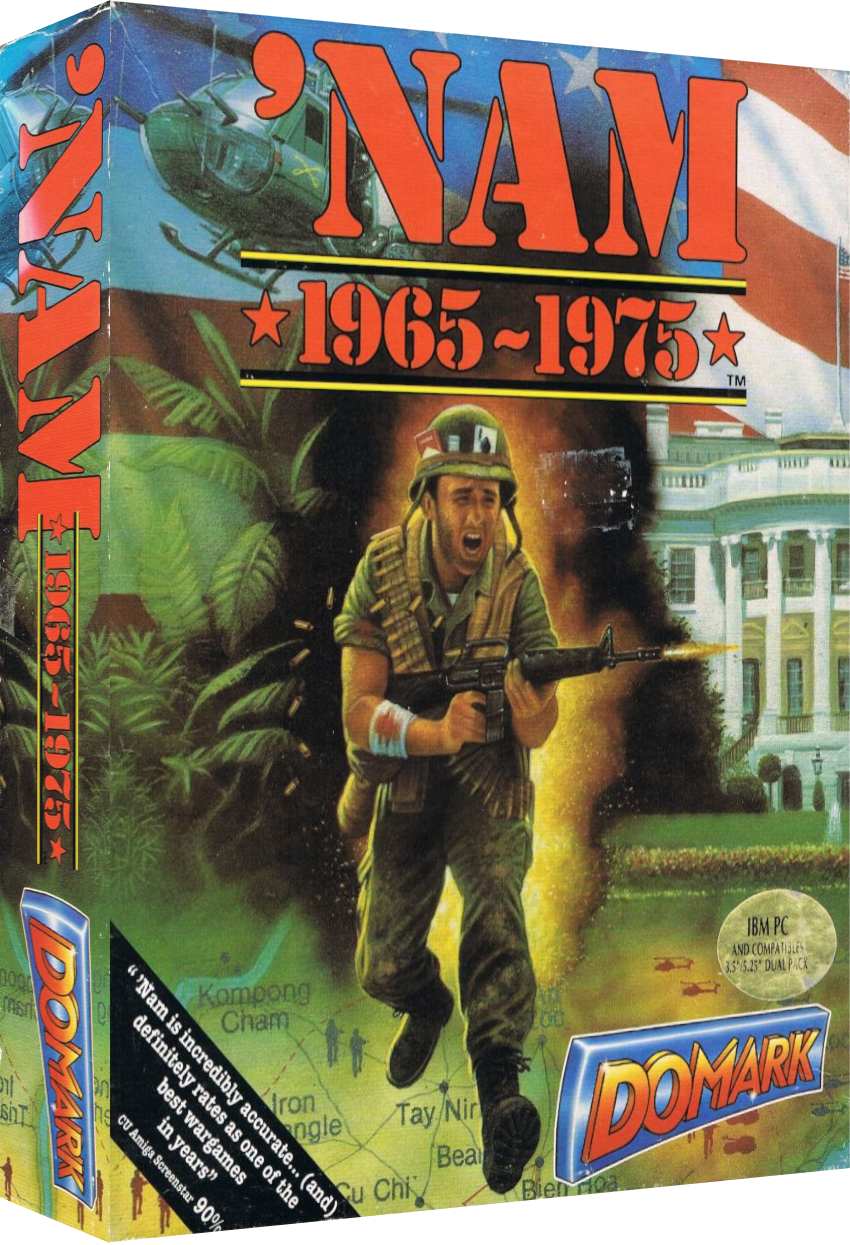 'NAM
★1965~1975★
TM
IBM PC
AND COMPATIBLES
3.5"/5.25" DUAL PACK
DOMARK
Kompong
Cham
Iron
Tay Nin
Cu Chi
Bien Hoa
"'Nam is incredibly accurate... (and)
definitely rates as one of the
best wargames
in years"
CU Amiga Screenstar 90%
'NAM
★1965~1975★
DOMARK